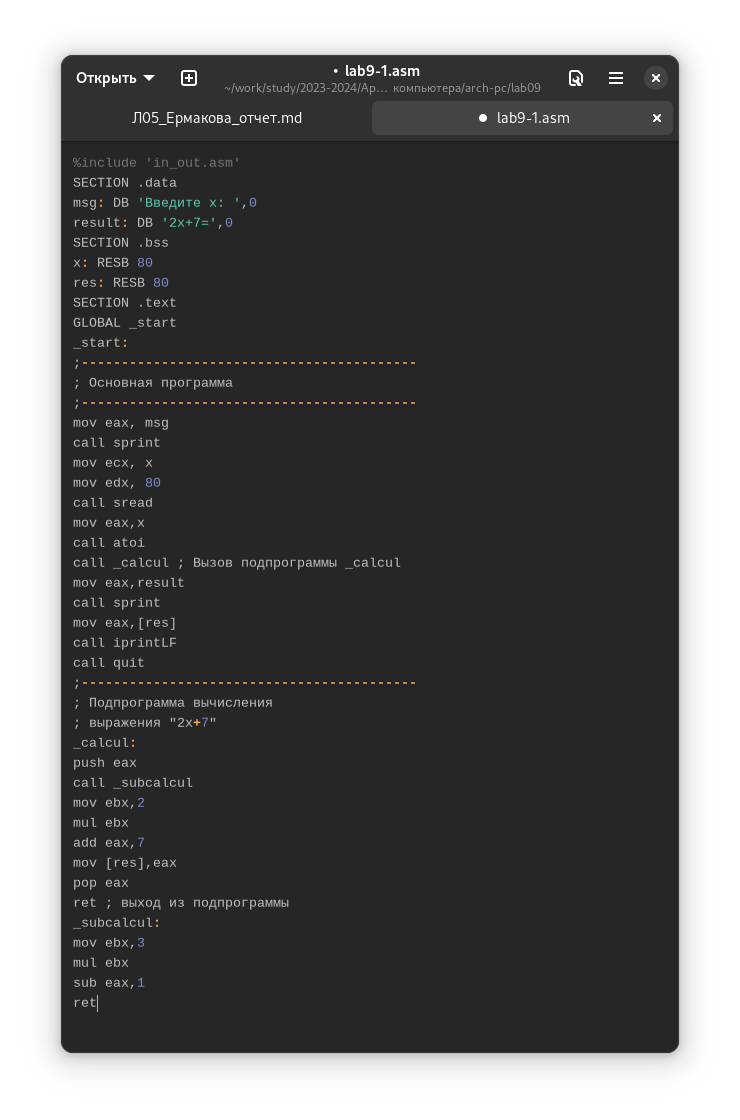 Открыть
• lab9-1.asm
~/work/study/2023-2024/Ар… компьютера/arch-pc/lab09
Л05_Ермакова_отчет.md
lab9-1.asm
%include 'in_out.asm'
SECTION .data
msg: DB 'Введите x: ',0
result: DB '2x+7=',0
SECTION .bss
x: RESB 80
res: RESB 80
SECTION .text
GLOBAL _start
_start:
;------------------------------------------
; Основная программа
;------------------------------------------
mov eax, msg
call sprint
mov ecx, x
mov edx, 80
call sread
mov eax,x
call atoi
call _calcul ; Вызов подпрограммы _calcul
mov eax,result
call sprint
mov eax,[res]
call iprintLF
call quit
;------------------------------------------
; Подпрограмма вычисления
; выражения "2x+7"
_calcul:
push eax
call _subcalcul
mov ebx,2
mul ebx
add eax,7
mov [res],eax
pop eax
ret ; выход из подпрограммы
_subcalcul:
mov ebx,3
mul ebx
sub eax,1
ret